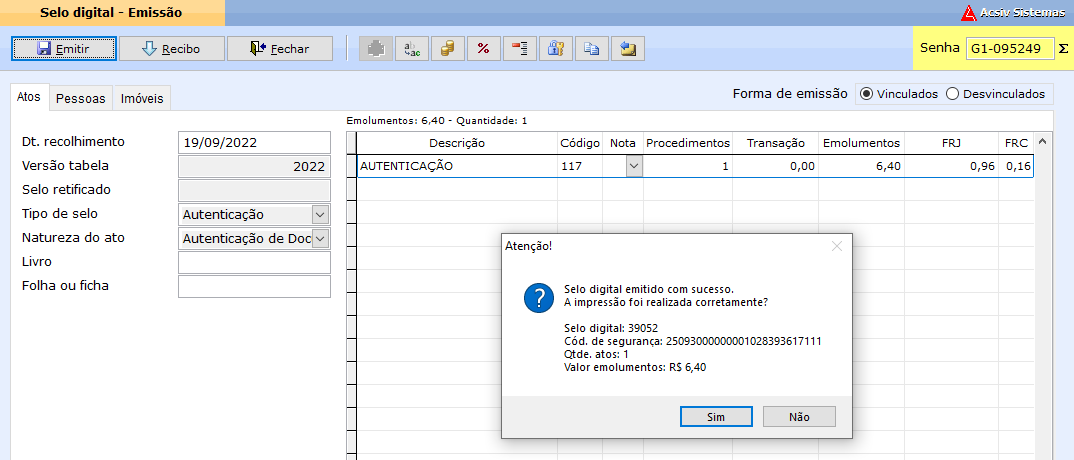 Selo digital - Emissão
Acsiv Sistemas
Emitir
Recibo
Fechar
ab
ac
%
Senha G1-095249 Σ
Forma de emissão Vinculados Desvinculados
Atos Pessoas Imóveis
Emolumentos: 6,40 - Quantidade: 1
Dt. recolhimento 19/09/2022
Versão tabela 2022
Selo retificado
Tipo de selo Autenticação
Natureza do ato Autenticação de Doc
Livro
Folha ou ficha
Descrição Código Nota Procedimentos Transação Emolumentos FRJ FRC
AUTENTICAÇÃO 117 1 0,00 6,40 0,96 0,16
Atenção!
?
Selo digital emitido com sucesso.
A impressão foi realizada corretamente?
Selo digital: 39052
Cód. de segurança: 25093000000001028393617111
Qtde. atos: 1
Valor emolumentos: R$ 6,40
Sim Não